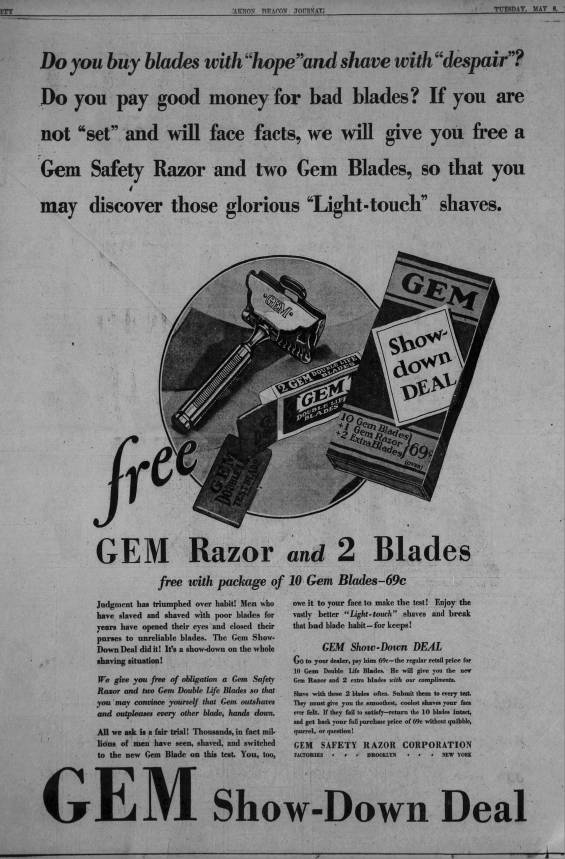 AKRON BEACON JOURNAL
TUESDAY, MAY 6,
Do you buy blades with "hope" and shave with "despair"?
Do you pay good money for bad blades? If you are
not "set" and will face facts, we will give you free a
Gem Safety Razor and two Gem Blades, so that you
may discover those glorious "Light-touch" shaves.
GEM
GEM
Show-
down
DEAL
10 Gem Blades
+1 Gem Razor
+2 Extra Blades
69c
(OVER)
2 GEM DOUBLE LIFE
BLADES
GEM
DOUBLE LIFE
BLADES
GEM
DOUBLE LIFE
free
GEM Razor and 2 Blades
free with package of 10 Gem Blades—69c
Judgment has triumphed over habit! Men who
have slaved and shaved with poor blades for
years have opened their eyes and closed their
purses to unreliable blades. The Gem Show-
Down Deal did it! It's a show-down on the whole
shaving situation!
We give you free of obligation a Gem Safety
Razor and two Gem Double Life Blades so that
you may convince yourself that Gem outshaves
and outpleases every other blade, hands down.
All we ask is a fair trial! Thousands, in fact mil-
lions of men have seen, shaved, and switched
to the new Gem Blade on this test. You, too,
owe it to your face to make the test! Enjoy the
vastly better "Light-touch" shaves and break
that bad blade habit—for keeps!
GEM Show-Down DEAL
Go to your dealer, pay him 69c—the regular retail price for
10 Gem Double Life Blades. He will give you the new
Gem Razor and 2 extra blades with our compliments.
Shave with these 2 blades often. Submit them to every test.
They must give you the smoothest, coolest shaves your face
ever felt. If they fail to satisfy—return the 10 blades intact,
and get back your full purchase price of 69c without quibble,
quarrel, or question!
GEM SAFETY RAZOR CORPORATION
FACTORIES · · · BROOKLYN · · · NEW YORK
GEM Show-Down Deal